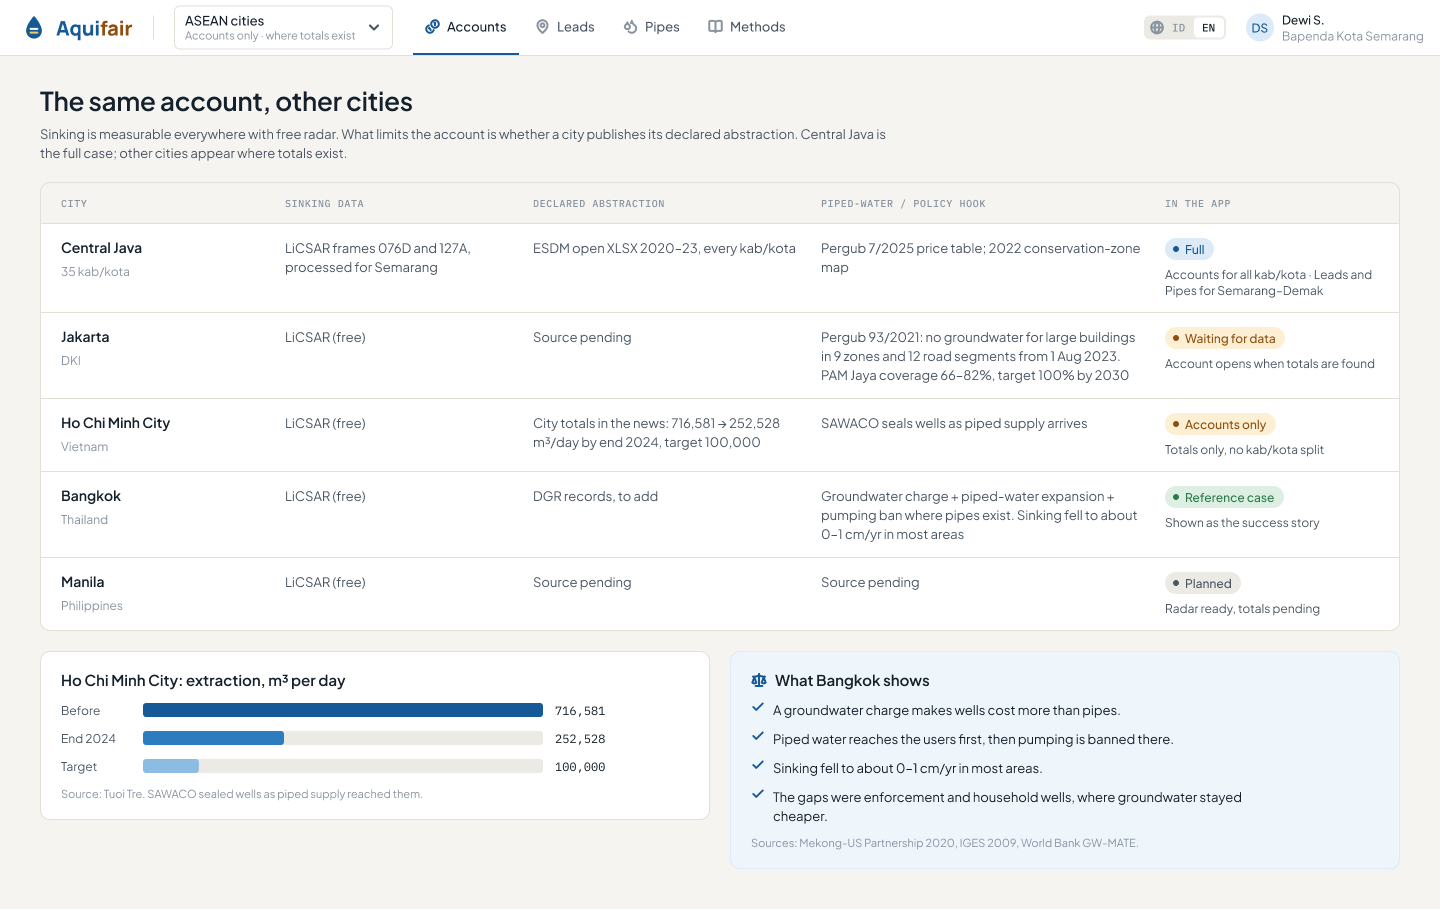 Aquifair
ASEAN cities
Accounts only · where totals exist
Accounts
Leads
Pipes
Methods
ID
EN
DS
Dewi S.
Bapenda Kota Semarang
The same account, other cities
Sinking is measurable everywhere with free radar. What limits the account is whether a city publishes its declared abstraction. Central Java is
the full case; other cities appear where totals exist.
CITY
SINKING DATA
DECLARED ABSTRACTION
PIPED-WATER / POLICY HOOK
IN THE APP
Central Java
35 kab/kota
LiCSAR frames 076D and 127A,
processed for Semarang
ESDM open XLSX 2020–23, every kab/kota
Pergub 7/2025 price table; 2022 conservation-zone
map
Full
Accounts for all kab/kota · Leads and
Pipes for Semarang–Demak
Jakarta
DKI
LiCSAR (free)
Source pending
Pergub 93/2021: no groundwater for large buildings
in 9 zones and 12 road segments from 1 Aug 2023.
PAM Jaya coverage 66–82%, target 100% by 2030
Waiting for data
Account opens when totals are found
Ho Chi Minh City
Vietnam
LiCSAR (free)
City totals in the news: 716,581 → 252,528
m³/day by end 2024, target 100,000
SAWACO seals wells as piped supply arrives
Accounts only
Totals only, no kab/kota split
Bangkok
Thailand
LiCSAR (free)
DGR records, to add
Groundwater charge + piped-water expansion +
pumping ban where pipes exist. Sinking fell to about
0–1 cm/yr in most areas
Reference case
Shown as the success story
Manila
Philippines
LiCSAR (free)
Source pending
Source pending
Planned
Radar ready, totals pending
Ho Chi Minh City: extraction, m³ per day
Before
716,581
End 2024
252,528
Target
100,000
Source: Tuoi Tre. SAWACO sealed wells as piped supply reached them.
What Bangkok shows
A groundwater charge makes wells cost more than pipes.
Piped water reaches the users first, then pumping is banned there.
Sinking fell to about 0–1 cm/yr in most areas.
The gaps were enforcement and household wells, where groundwater stayed
cheaper.
Sources: Mekong-US Partnership 2020, IGES 2009, World Bank GW-MATE.